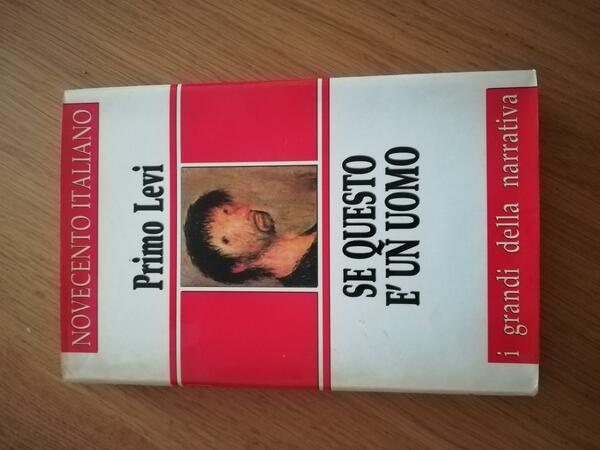 NOVECENTO ITALIANO
Primo Levi
SE QUESTO
E' UN UOMO
i grandi della narrativa